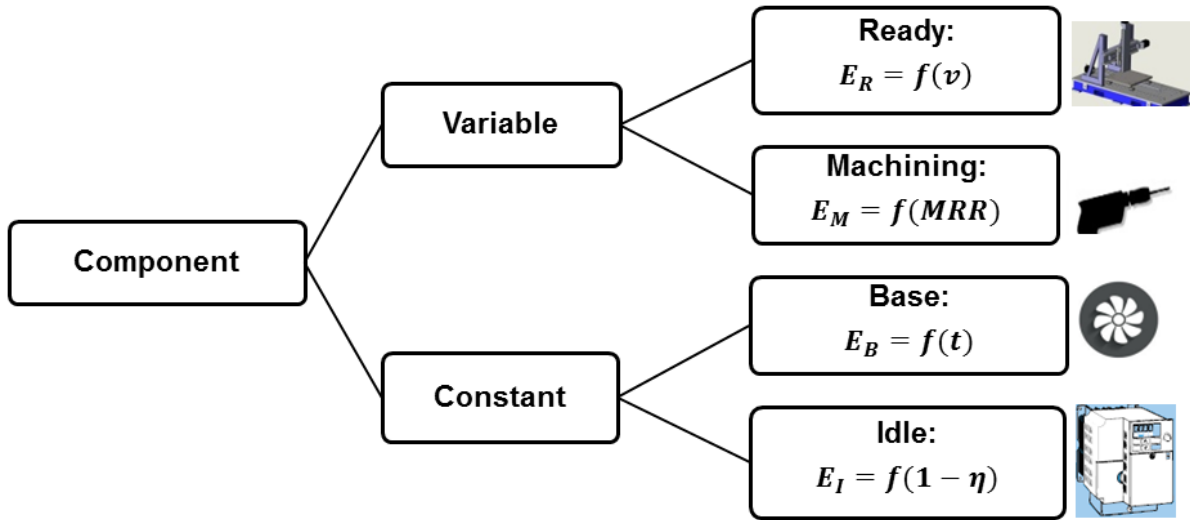 Component
Variable
Constant
Ready:
E_R = f(v)
Machining:
E_M = f(MRR)
Base:
E_B = f(t)
Idle:
E_I = f(1 − η)